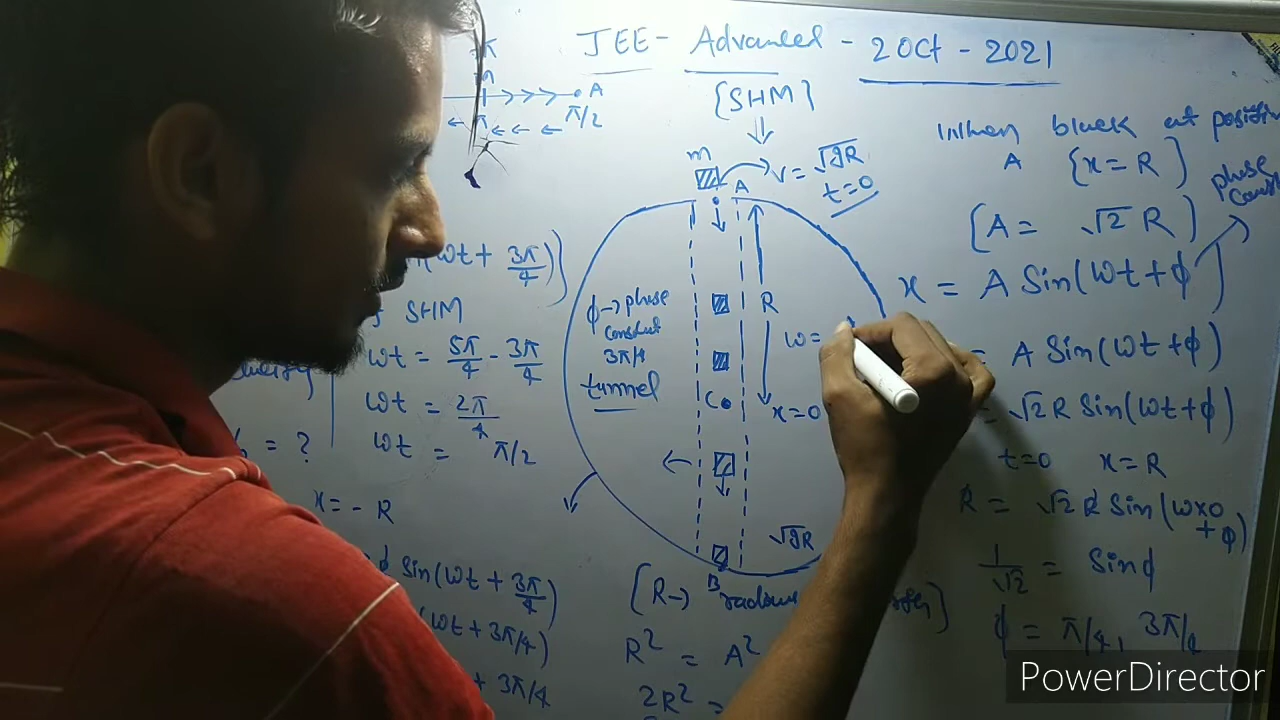 JEE - Advanced - 2 Oct - 2021
{SHM}
A
π/2
m
v = √gR
t=0
A
When block at position
A {x = R}
phase
[A = √2 R]
x = A Sin(ωt + φ)
A Sin(ωt + φ)
= √2 R Sin(ωt + φ)
t=0 x = R
R = √2 R Sin(ω×0
+ φ)
1/√2 = Sin φ
φ = π/4, 3π/4
(ωt + 3π/4)
SHM
ωt = 5π/4 - 3π/4
ωt = 2π/4
ωt = π/2
= ?
x = - R
Sin(ωt + 3π/4)
(ωt + 3π/4)
+ 3π/4
φ → phase
constant
3π/4
tunnel
R
ω =
C
x=0
√gR
B
[R → radius
R² = A²
2R² =
PowerDirector